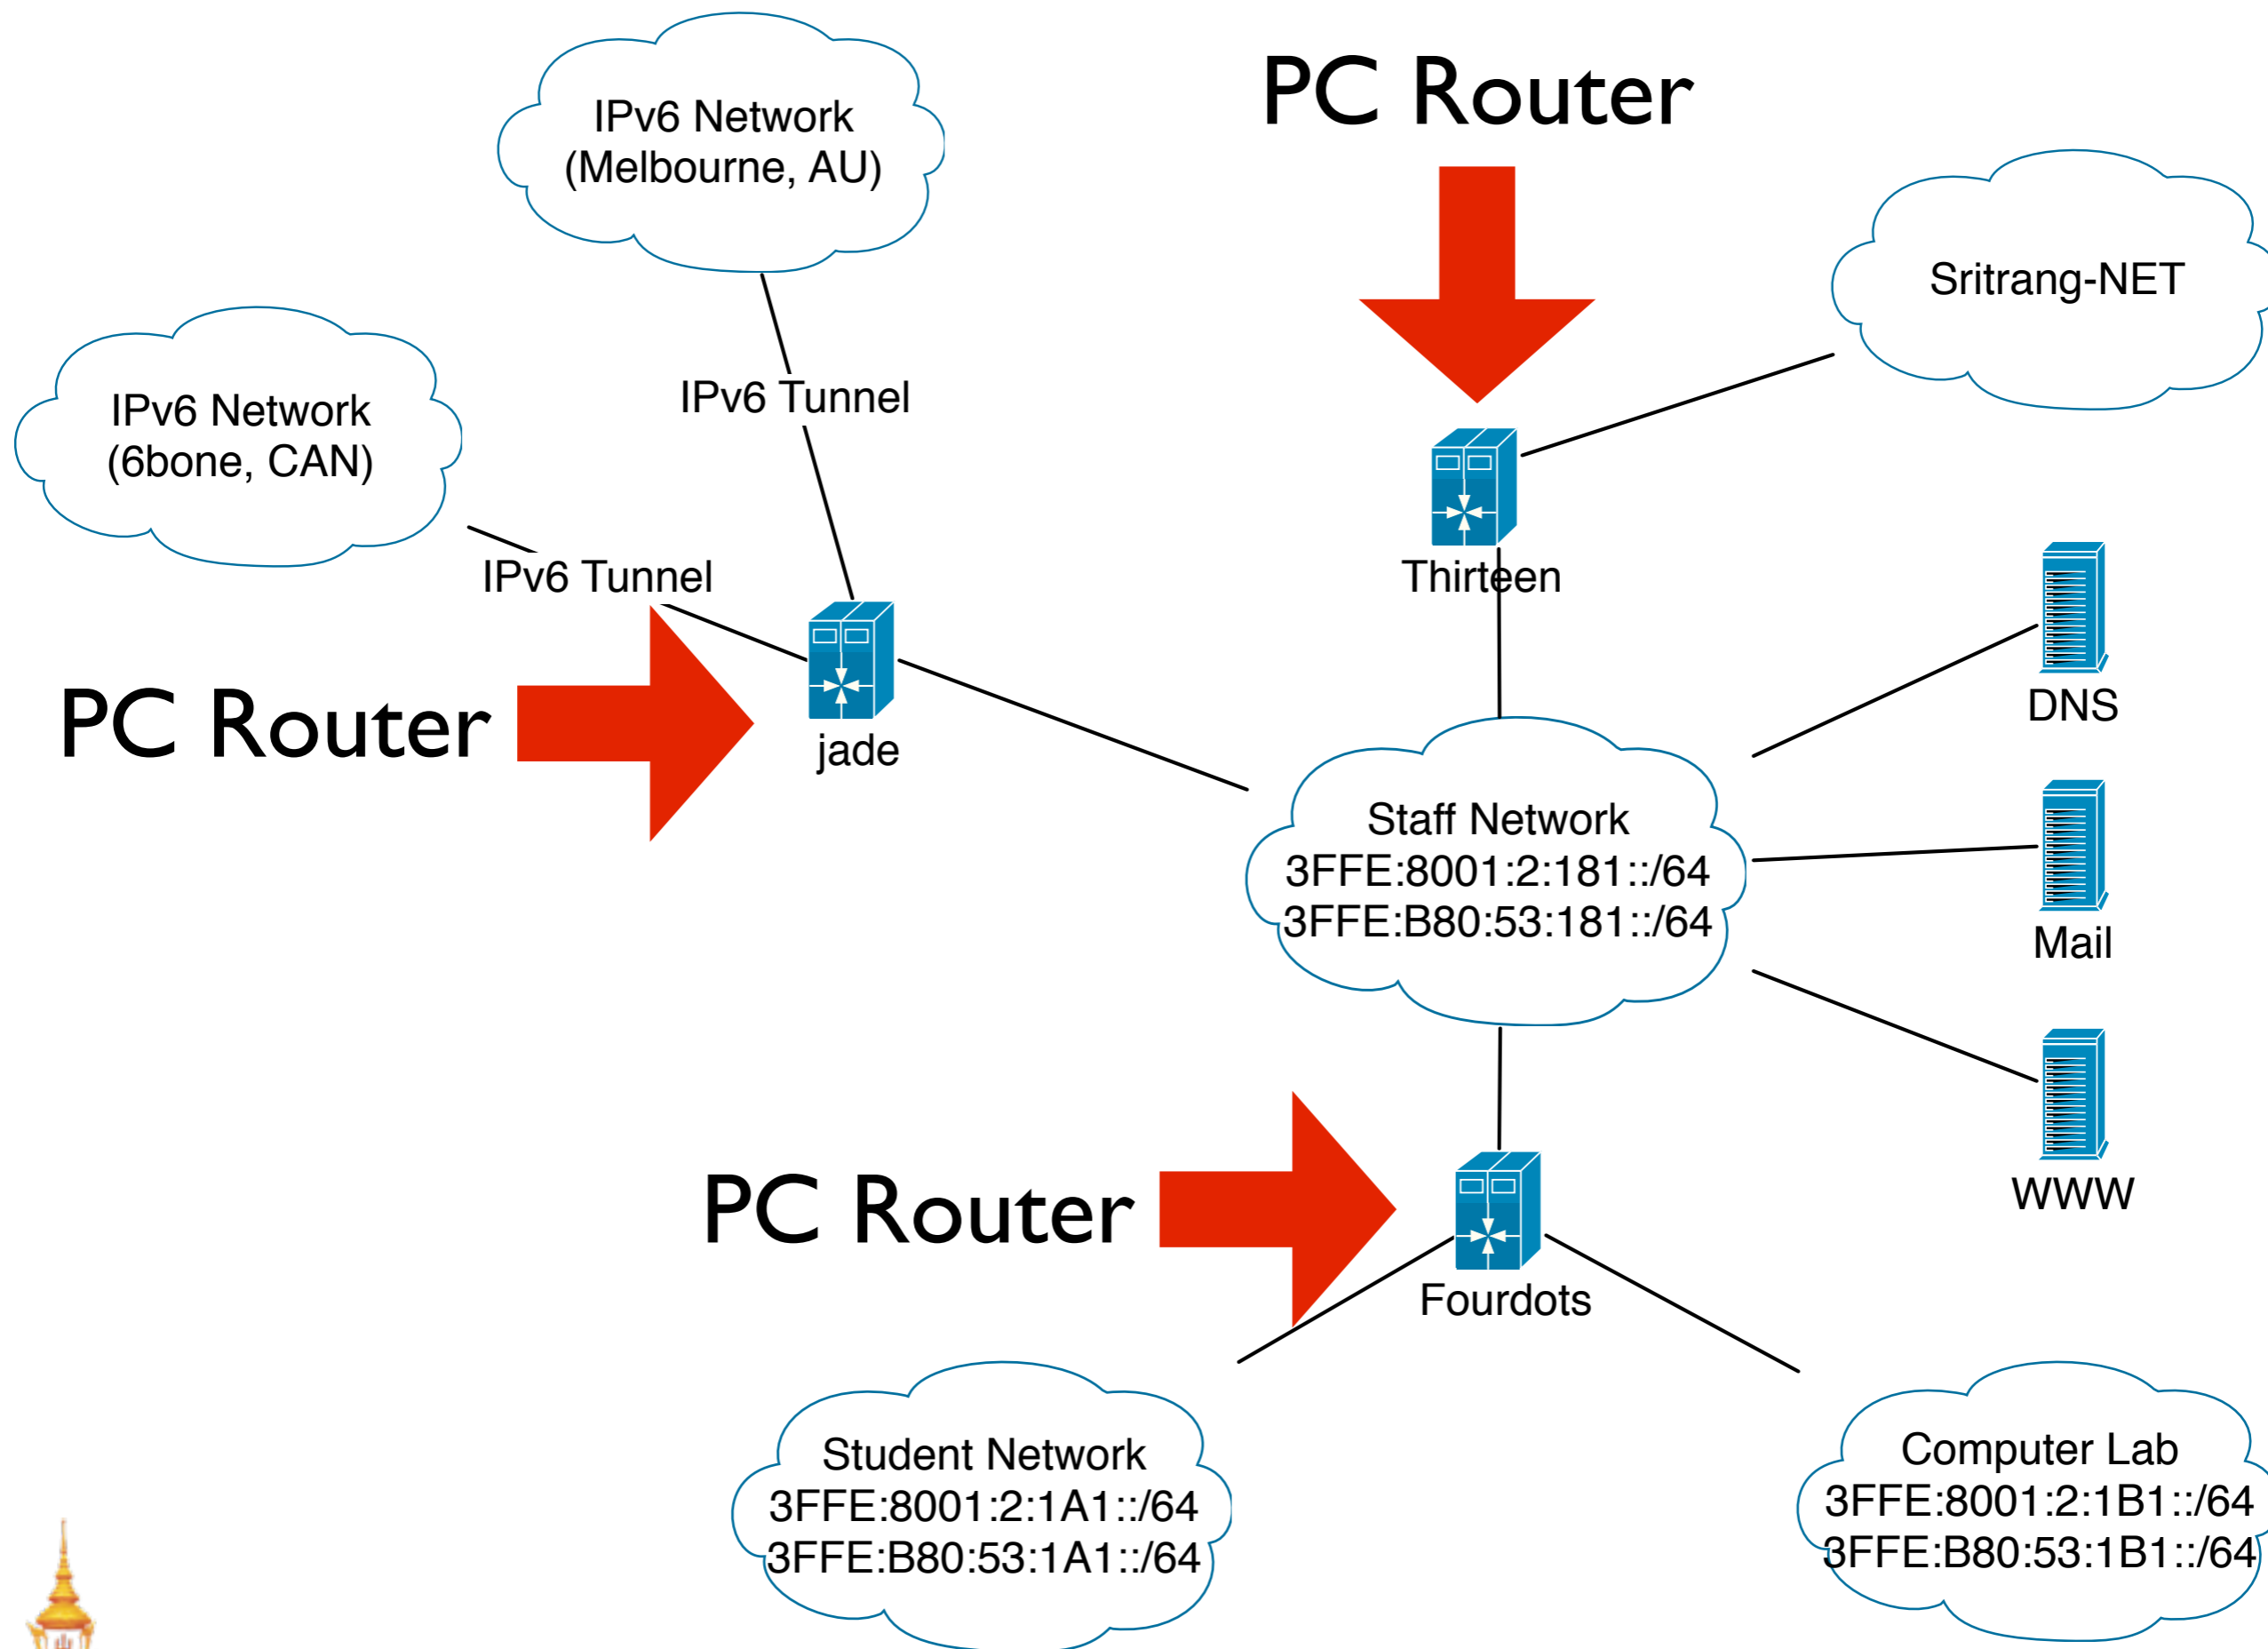 IPv6 Network
(Melbourne, AU)
PC Router
Sritrang-NET
IPv6 Network
(6bone, CAN)
IPv6 Tunnel
IPv6 Tunnel
Thirteen
PC Router
jade
DNS
Staff Network
3FFE:8001:2:181::/64
3FFE:B80:53:181::/64
Mail
PC Router
WWW
Fourdots
Student Network
3FFE:8001:2:1A1::/64
3FFE:B80:53:1A1::/64
Computer Lab
3FFE:8001:2:1B1::/64
3FFE:B80:53:1B1::/64